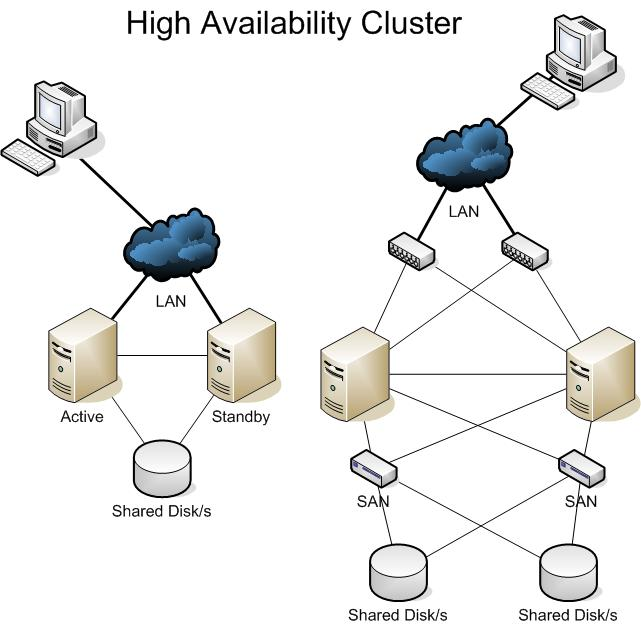 High Availability Cluster
LAN
LAN
Active
Standby
Shared Disk/s
SAN
SAN
Shared Disk/s
Shared Disk/s